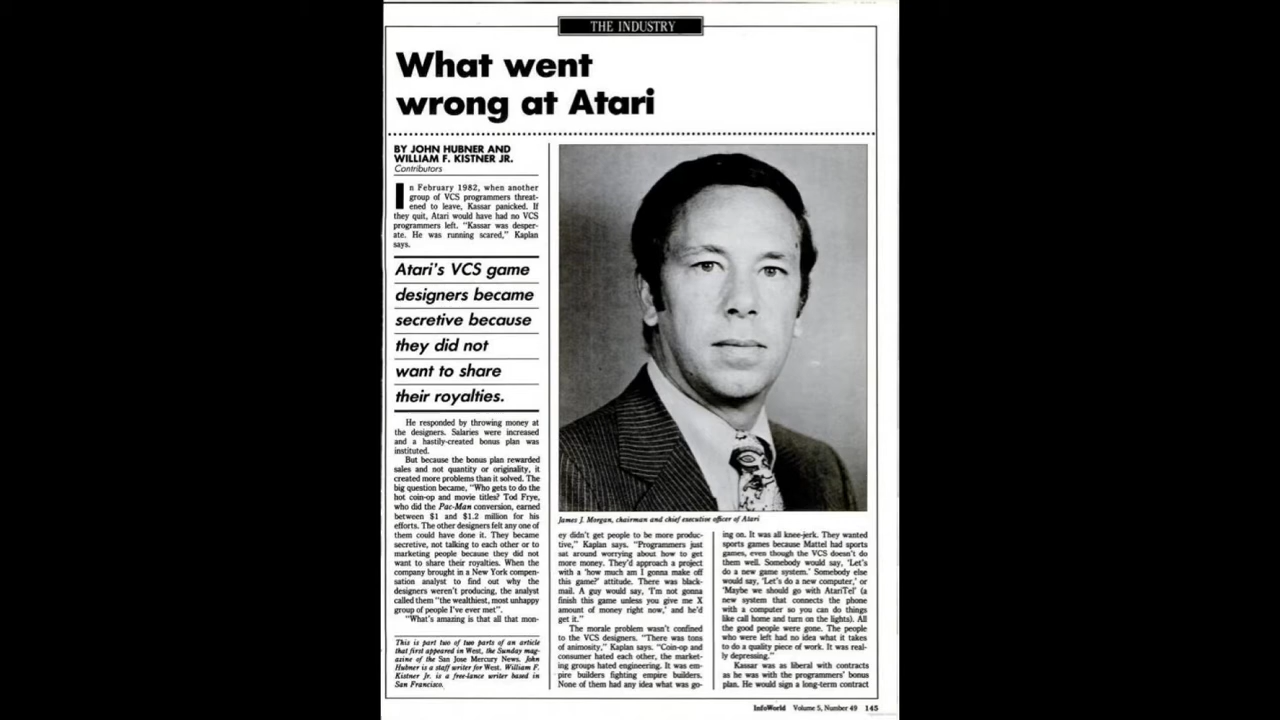 THE INDUSTRY
What went
wrong at Atari
BY JOHN HUBNER AND
WILLIAM F. KISTNER JR.
Contributors
In February 1982, when another
group of VCS programmers threat-
ened to leave, Kassar panicked. If
they quit, Atari would have had no VCS
programmers left. "Kassar was desper-
ate. He was running scared," Kaplan
says.
Atari's VCS game
designers became
secretive because
they did not
want to share
their royalties.
He responded by throwing money at
the designers. Salaries were increased
and a hastily-created bonus plan was
instituted.
But because the bonus plan rewarded
sales and not quantity or originality, it
created more problems than it solved. The
big question became, "Who gets to do the
hot coin-op and movie titles? Tod Frye,
who did the Pac-Man conversion, earned
between $1 and $1.2 million for his
efforts. The other designers felt any one of
them could have done it. They became
secretive, not talking to each other or to
marketing people because they did not
want to share their royalties. When the
company brought in a New York compen-
sation analyst to find out why the
designers weren't producing, the analyst
called them "the wealthiest, most unhappy
group of people I've ever met".
"What's amazing is that all that mon-
This is part two of two parts of an article
that first appeared in West, the Sunday mag-
azine of the San Jose Mercury News. John
Hubner is a staff writer for West. William F.
Kistner Jr. is a free-lance writer based in
San Francisco.
James J. Morgan, chairman and chief executive officer of Atari
ey didn't get people to be more produc-
tive," Kaplan says. "Programmers just
sat around worrying about how to get
more money. They'd approach a project
with a 'how much am I gonna make off
this game?' attitude. There was black-
mail. A guy would say, 'I'm not gonna
finish this game unless you give me X
amount of money right now,' and he'd
get it."
The morale problem wasn't confined
to the VCS designers. "There was tons
of animosity," Kaplan says. "Coin-op and
consumer hated each other, the market-
ing groups hated engineering. It was em-
pire builders fighting empire builders.
None of them had any idea what was go-
ing on. It was all knee-jerk. They wanted
sports games because Mattel had sports
games, even though the VCS doesn't do
them well. Somebody would say, 'Let's
do a new game system.' Somebody else
would say, 'Let's do a new computer,' or
'Maybe we should go with AtariTel' (a
new system that connects the phone
with a computer so you can do things
like call home and turn on the lights). All
the good people were gone. The people
who were left had no idea what it takes
to do a quality piece of work. It was real-
ly depressing."
Kassar was as liberal with contracts
as he was with the programmers' bonus
plan. He would sign a long-term contract
InfoWorld Volume 5, Number 49 145